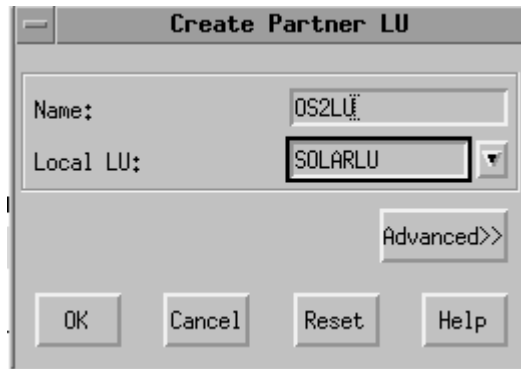 Create Partner LU
Name: OS2LU
Local LU: SOLARLU
Advanced>>
OK Cancel Reset Help